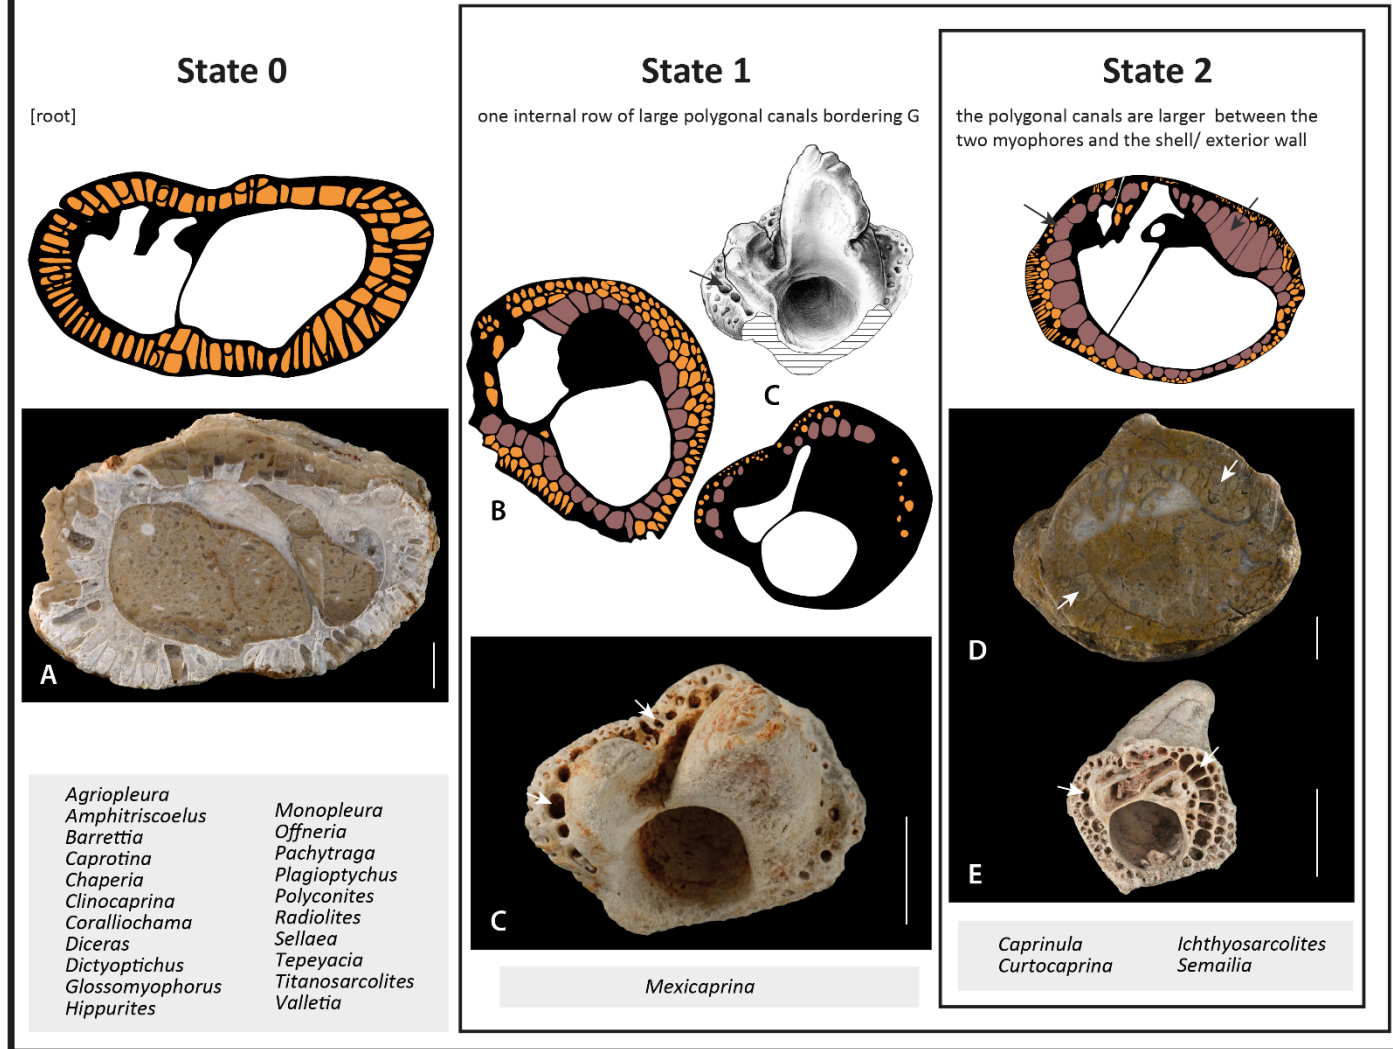 State 0
[root]
A
Agriopleura
Amphitriscoelus
Barrettia
Caprotina
Chaperia
Clinocaprina
Coralliochama
Diceras
Dictyoptichus
Glossomyophorus
Hippurites
Monopleura
Offneria
Pachytraga
Plagioptychus
Polyconites
Radiolites
Sellaea
Tepeyacia
Titanosarcolites
Valletia
State 1
one internal row of large polygonal canals bordering G
C
B
C
Mexicaprina
State 2
the polygonal canals are larger between the
two myophores and the shell/ exterior wall
D
E
Caprinula
Curtocaprina
Ichthyosarcolites
Semailia